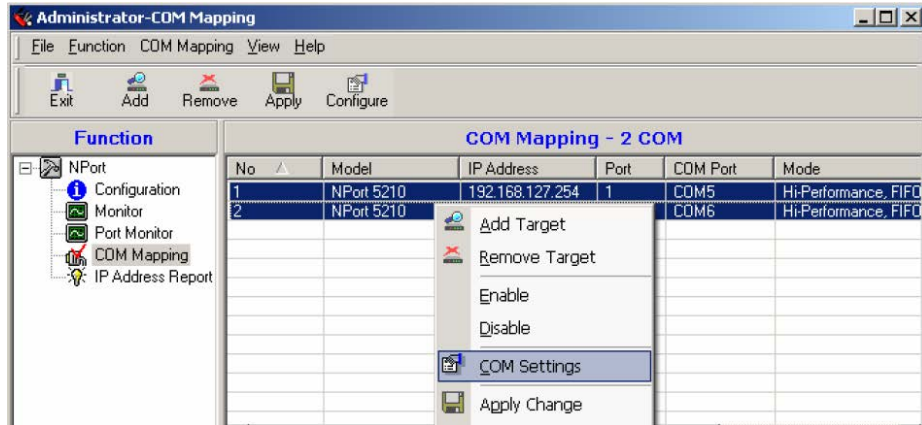 Administrator-COM Mapping
File Function COM Mapping View Help
Exit Add Remove Apply Configure
Function
COM Mapping - 2 COM
NPort
Configuration
Monitor
Port Monitor
COM Mapping
IP Address Report
No Model IP Address Port COM Port Mode
1 NPort 5210 192.168.127.254 1 COM5 Hi-Performance, FIFO
2 NPort 5210 COM6 Hi-Performance, FIFO
Add Target
Remove Target
Enable
Disable
COM Settings
Apply Change